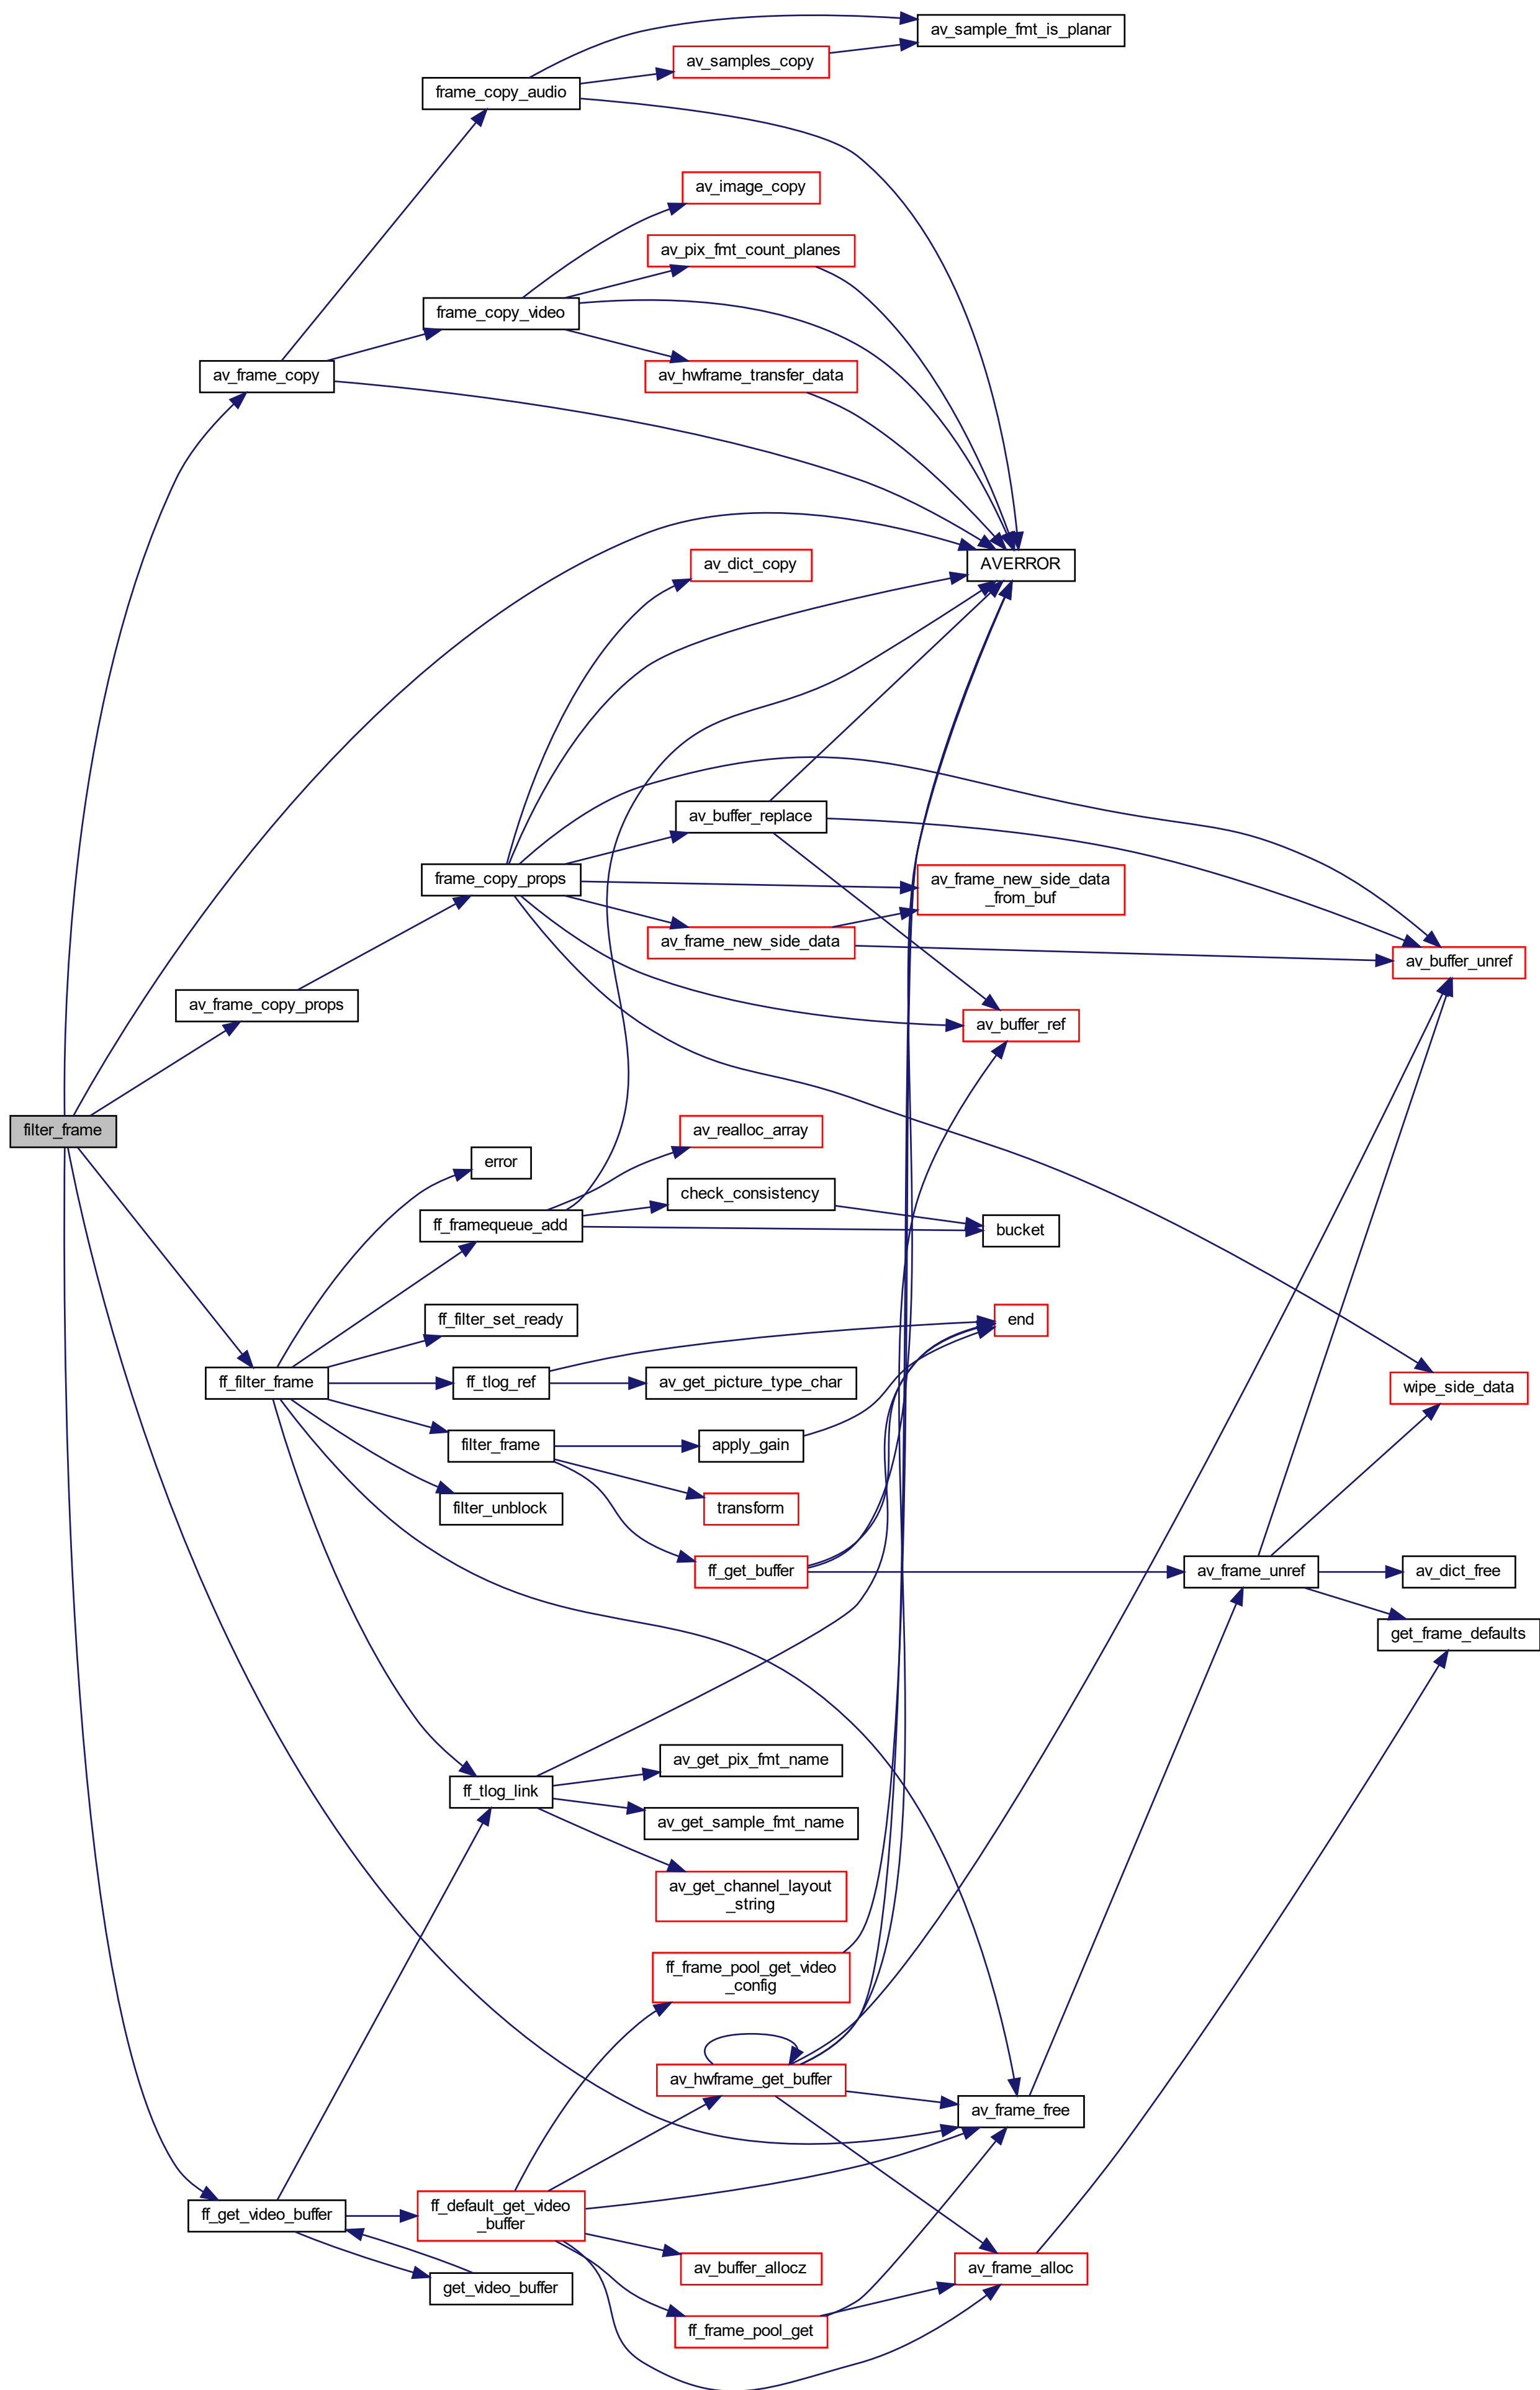 av_sample_fmt_is_planar
av_samples_copy
frame_copy_audio
av_image_copy
av_pix_fmt_count_planes
frame_copy_video
av_frame_copy
av_hwframe_transfer_data
av_dict_copy
AVERROR
av_buffer_replace
frame_copy_props
av_frame_new_side_data
_from_buf
av_frame_new_side_data
av_buffer_unref
av_frame_copy_props
av_buffer_ref
filter_frame
av_realloc_array
error
check_consistency
ff_framequeue_add
bucket
ff_filter_set_ready
end
ff_filter_frame
ff_tlog_ref
av_get_picture_type_char
wipe_side_data
filter_frame
apply_gain
filter_unblock
transform
ff_get_buffer
av_frame_unref
av_dict_free
get_frame_defaults
av_get_pix_fmt_name
ff_tlog_link
av_get_sample_fmt_name
av_get_channel_layout
_string
ff_frame_pool_get_video
_config
av_hwframe_get_buffer
av_frame_free
ff_get_video_buffer
ff_default_get_video
_buffer
av_buffer_allocz
av_frame_alloc
get_video_buffer
ff_frame_pool_get